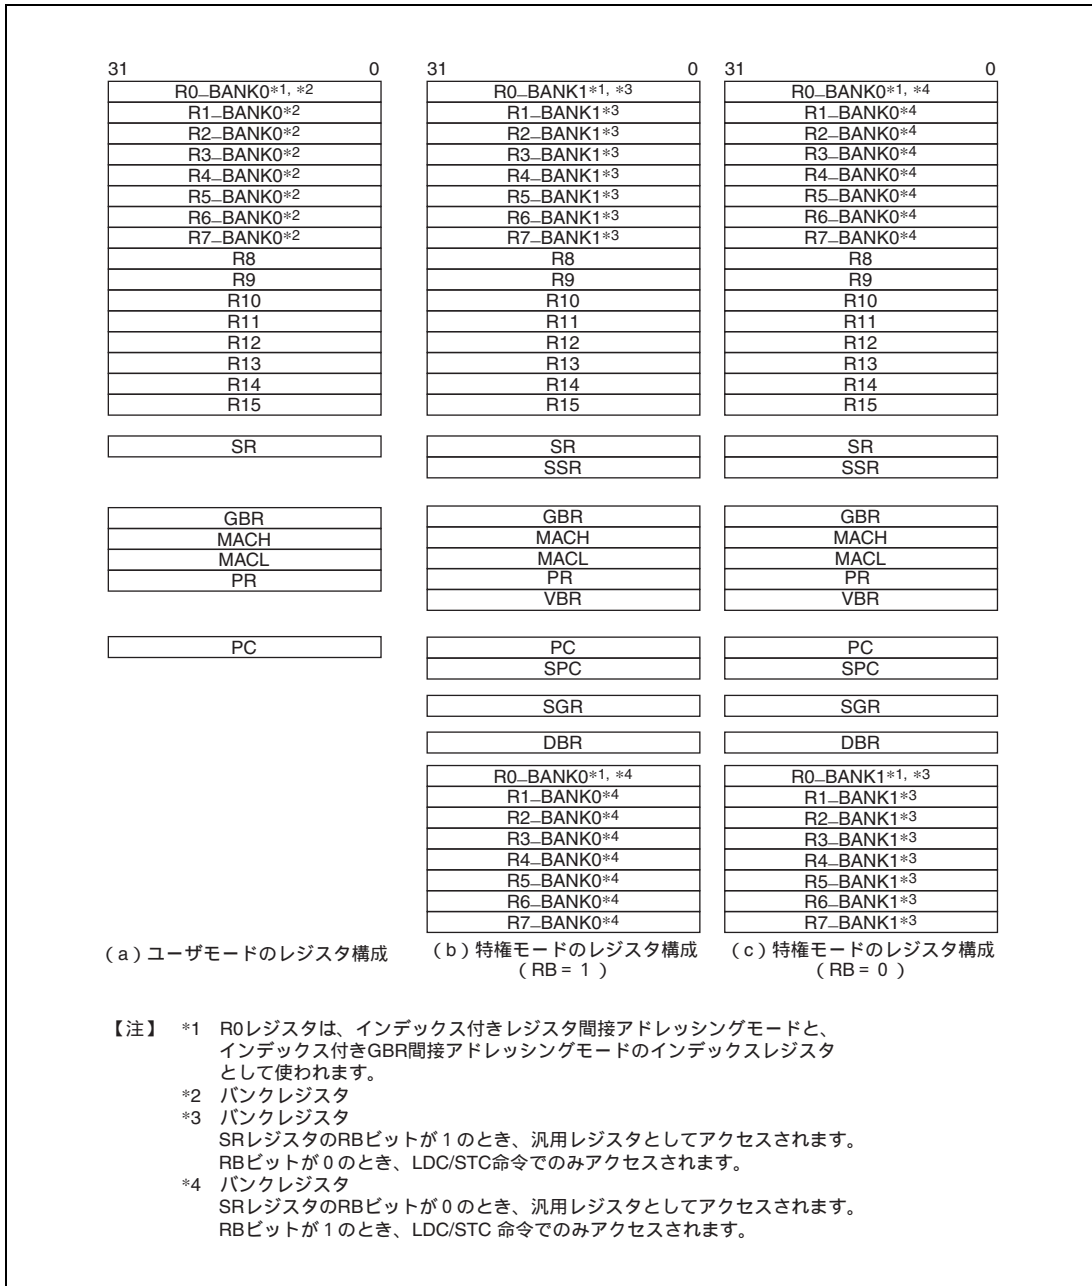 31 0
R0_BANK0*1, *2
R1_BANK0*2
R2_BANK0*2
R3_BANK0*2
R4_BANK0*2
R5_BANK0*2
R6_BANK0*2
R7_BANK0*2
R8
R9
R10
R11
R12
R13
R14
R15
SR
GBR
MACH
MACL
PR
PC
(a)ユーザモードのレジスタ構成
31 0
R0_BANK1*1, *3
R1_BANK1*3
R2_BANK1*3
R3_BANK1*3
R4_BANK1*3
R5_BANK1*3
R6_BANK1*3
R7_BANK1*3
R8
R9
R10
R11
R12
R13
R14
R15
SR
SSR
GBR
MACH
MACL
PR
VBR
PC
SPC
SGR
DBR
R0_BANK0*1, *4
R1_BANK0*4
R2_BANK0*4
R3_BANK0*4
R4_BANK0*4
R5_BANK0*4
R6_BANK0*4
R7_BANK0*4
(b)特権モードのレジスタ構成
(RB = 1 )
31 0
R0_BANK0*1, *4
R1_BANK0*4
R2_BANK0*4
R3_BANK0*4
R4_BANK0*4
R5_BANK0*4
R6_BANK0*4
R7_BANK0*4
R8
R9
R10
R11
R12
R13
R14
R15
SR
SSR
GBR
MACH
MACL
PR
VBR
PC
SPC
SGR
DBR
R0_BANK1*1, *3
R1_BANK1*3
R2_BANK1*3
R3_BANK1*3
R4_BANK1*3
R5_BANK1*3
R6_BANK1*3
R7_BANK1*3
(c)特権モードのレジスタ構成
(RB = 0 )
【注】 *1 R0レジスタは、インデックス付きレジスタ間接アドレッシングモードと、
インデックス付きGBR間接アドレッシングモードのインデックスレジスタ
として使われます。
*2 バンクレジスタ
*3 バンクレジスタ
SRレジスタのRBビットが1のとき、汎用レジスタとしてアクセスされます。
RBビットが0のとき、LDC/STC命令でのみアクセスされます。
*4 バンクレジスタ
SRレジスタのRBビットが0のとき、汎用レジスタとしてアクセスされます。
RBビットが1のとき、LDC/STC 命令でのみアクセスされます。